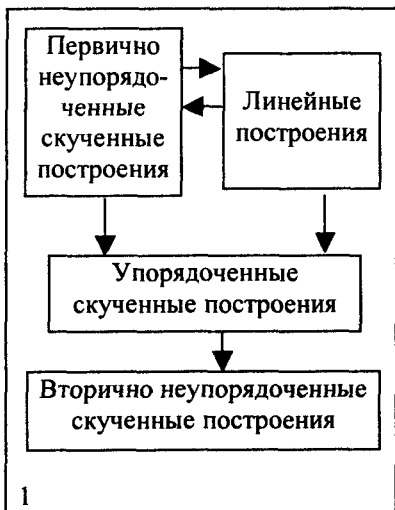 Первично
неупорядо-
ченные
скученные
построения
Линейные
построения
Упорядоченные
скученные построения
Вторично неупорядоченные
скученные построения
1